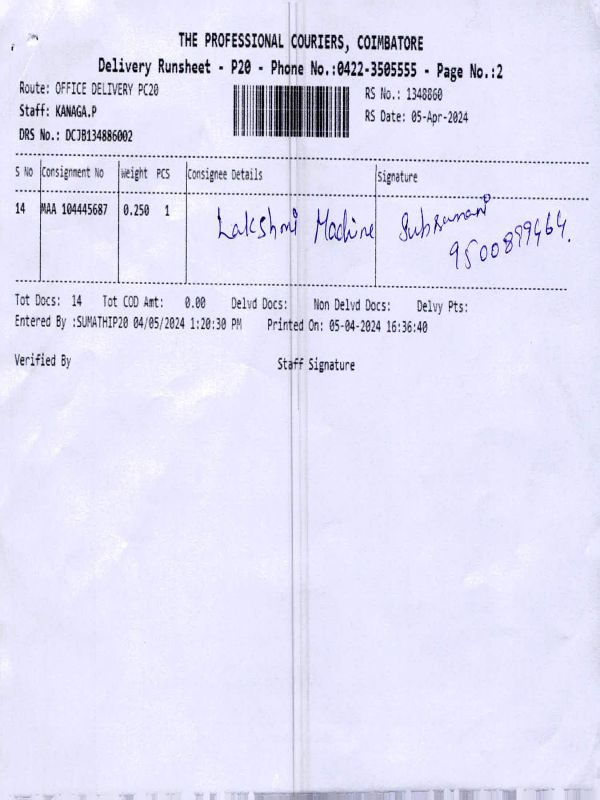 THE PROFESSIONAL COURIERS, COIMBATORE
Delivery Runsheet - P20 - Phone No.:0422-3505555 - Page No.:2
Route: OFFICE DELIVERY PC20 RS No.: 1348860
Staff: KANAGA.P RS Date: 05-Apr-2024
DRS No.: DCJB134886002
S No Consignment No Weight PCS Consignee Details Signature
14 MAA 104445687 0.250 1 Lakshmi Machine Subramani
9500899464.
Tot Docs: 14 Tot COD Amt: 0.00 Delvd Docs: Non Delvd Docs: Delvy Pts:
Entered By :SUMATHIP20 04/05/2024 1:20:30 PM Printed On: 05-04-2024 16:36:40
Verified By Staff Signature